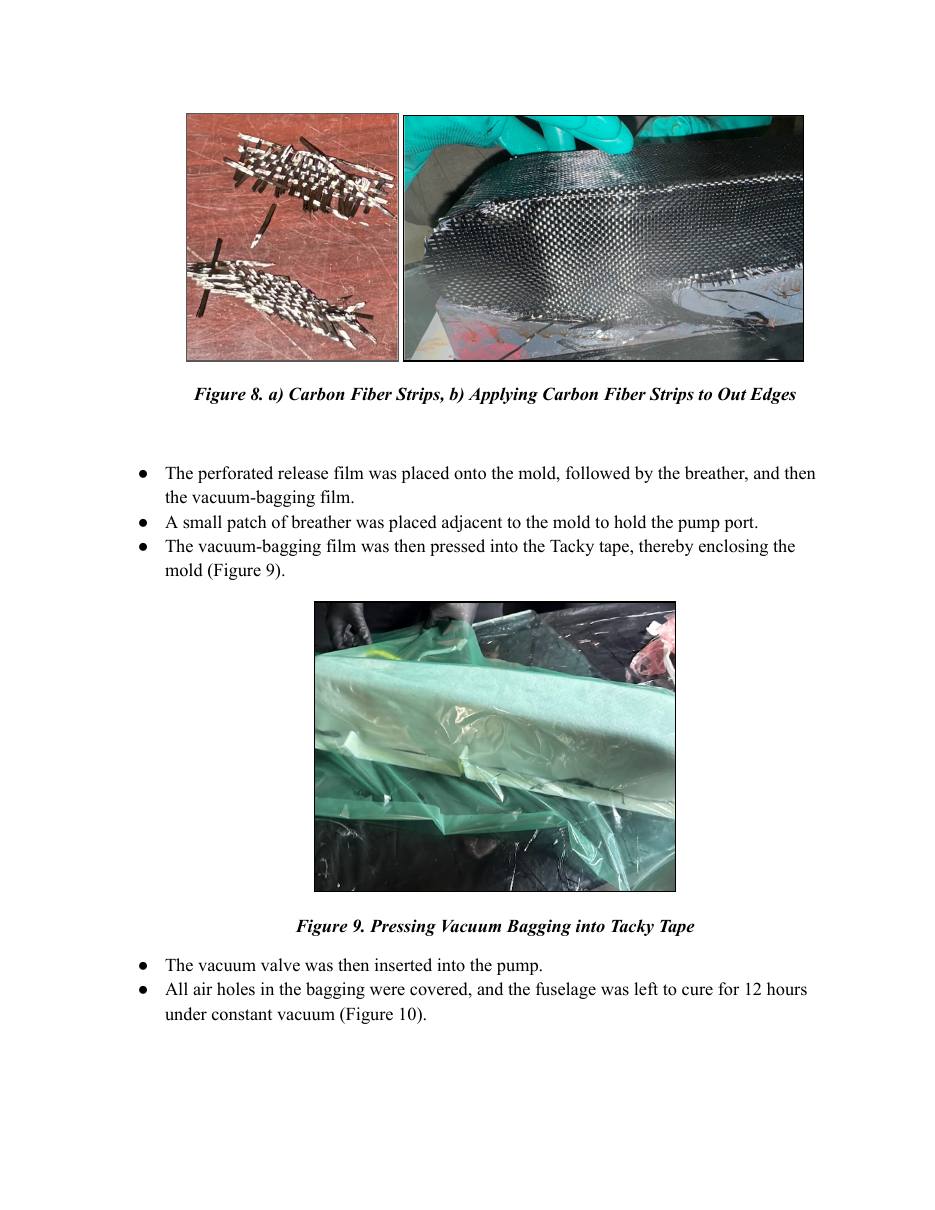 Figure 8. a) Carbon Fiber Strips, b) Applying Carbon Fiber Strips to Out Edges
● The perforated release film was placed onto the mold, followed by the breather, and then
the vacuum-bagging film.
● A small patch of breather was placed adjacent to the mold to hold the pump port.
● The vacuum-bagging film was then pressed into the Tacky tape, thereby enclosing the
mold (Figure 9).
Figure 9. Pressing Vacuum Bagging into Tacky Tape
● The vacuum valve was then inserted into the pump.
● All air holes in the bagging were covered, and the fuselage was left to cure for 12 hours
under constant vacuum (Figure 10).